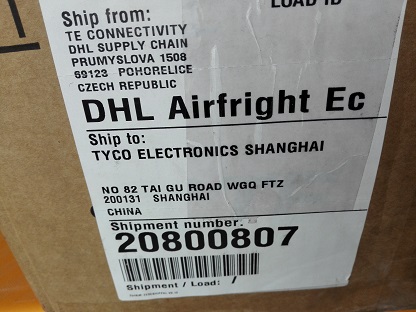 LOAD ID
Ship from:
TE CONNECTIVITY
DHL SUPPLY CHAIN
PRUMYSLOVA 1508
69123 POHORELICE
CZECH REPUBLIC
DHL Airfright Ec
Ship to:
TYCO ELECTRONICS SHANGHAI
NO 82 TAI GU ROAD WGQ FTZ
200131 SHANGHAI
CHINA
Shipment number:
20800807
Shipment / Load: /